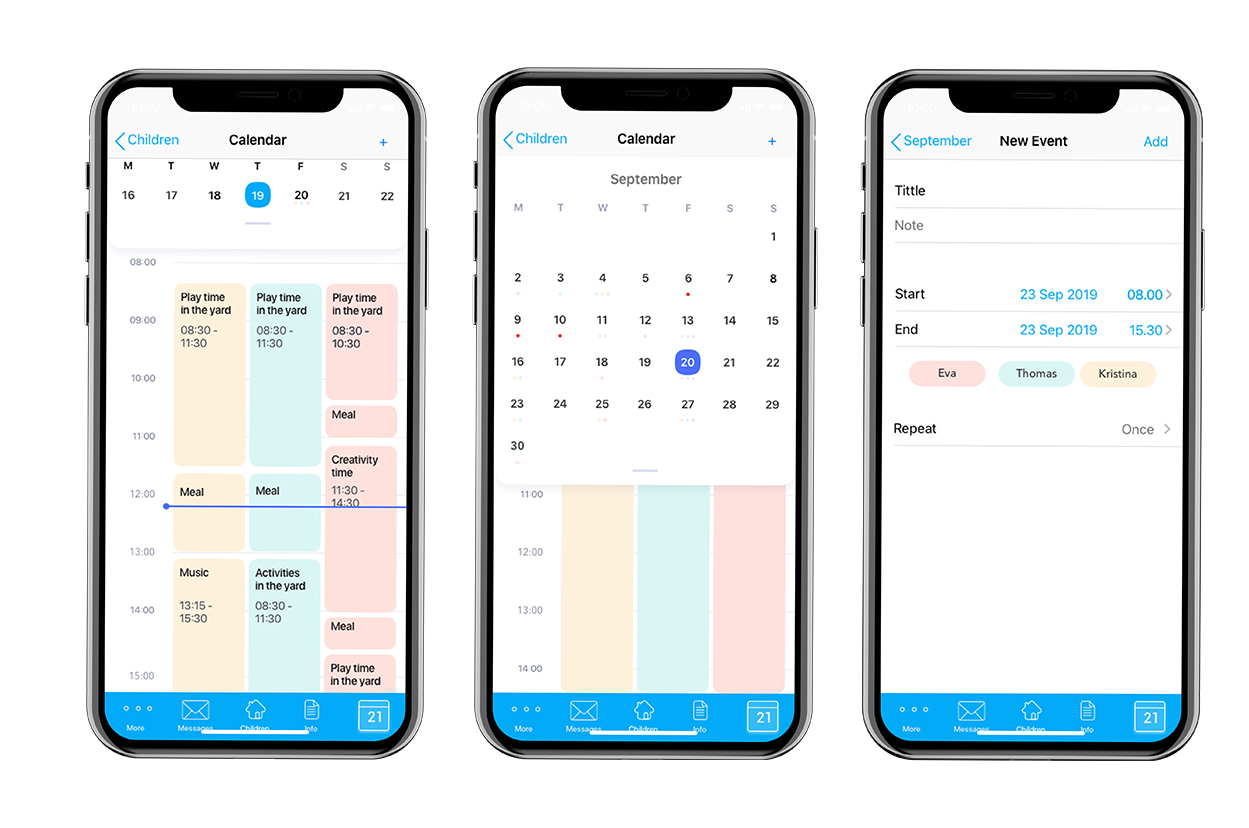 10:00
Children
Calendar
+
M T W T F S S
16 17 18 19 20 21 22
08:00
09:00
10:00
11:00
12:00
13:00
14:00
15:00
Play time
in the yard
08:30 -
11:30
Meal
Music
13:15 -
15:30
Play time
in the yard
08:30 -
11:30
Meal
Activities
in the yard
08:30 -
11:30
Play time
in the yard
08:30 -
10:30
Meal
Creativity
time
11:30 -
14:30
Meal
Play time
in the yard
More
Messages
Children
Info
21
10:00
Children
Calendar
+
September
M T W T F S S
1
2 3 4 5 6 7 8
9 10 11 12 13 14 15
16 17 18 19 20 21 22
23 24 25 26 27 28 29
30
11:00
12:00
13:00
14:00
More
Messages
Children
Info
21
September
New Event
Add
Tittle
Note
Start 23 Sep 2019 08.00
End 23 Sep 2019 15.30
Eva Thomas Kristina
Repeat Once
More
Messages
Children
Info
21